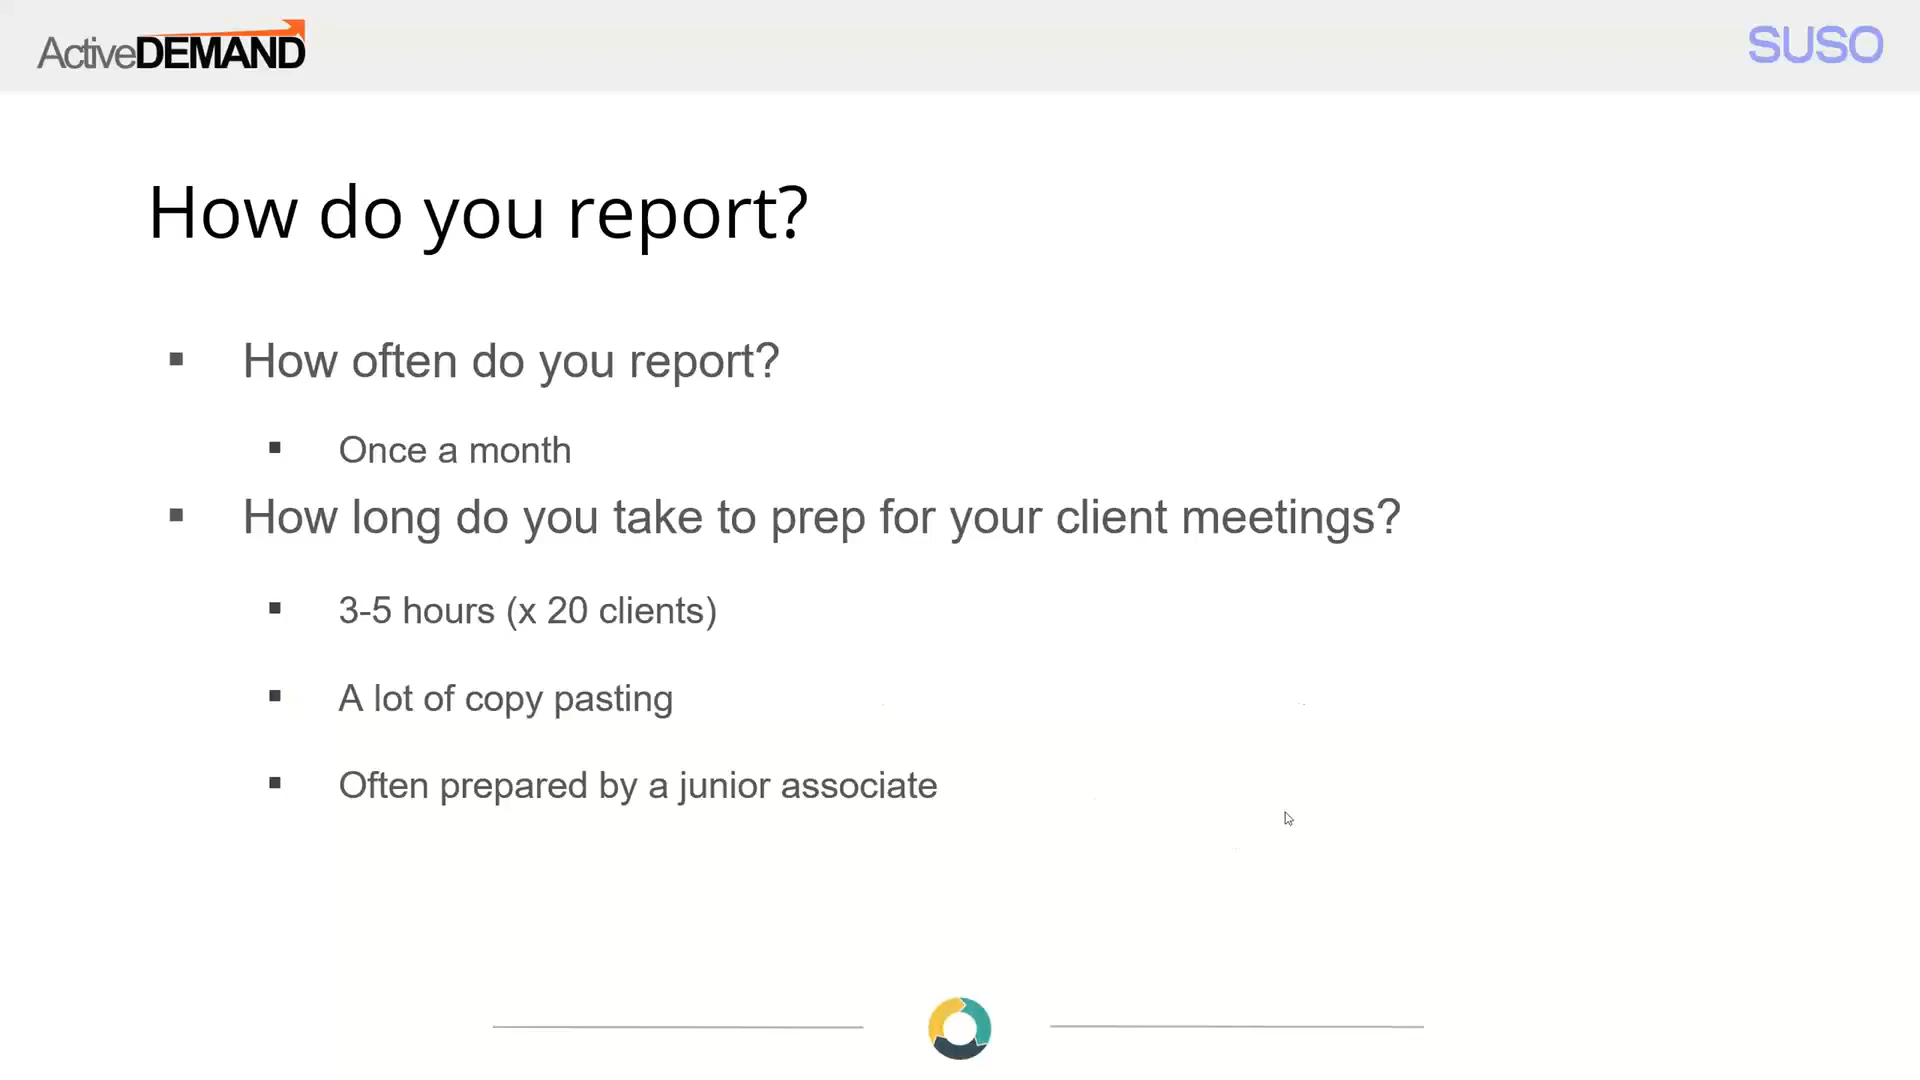 ActiveDEMAND
SUSO
How do you report?
How often do you report?
Once a month
How long do you take to prep for your client meetings?
3-5 hours (x 20 clients)
A lot of copy pasting
Often prepared by a junior associate